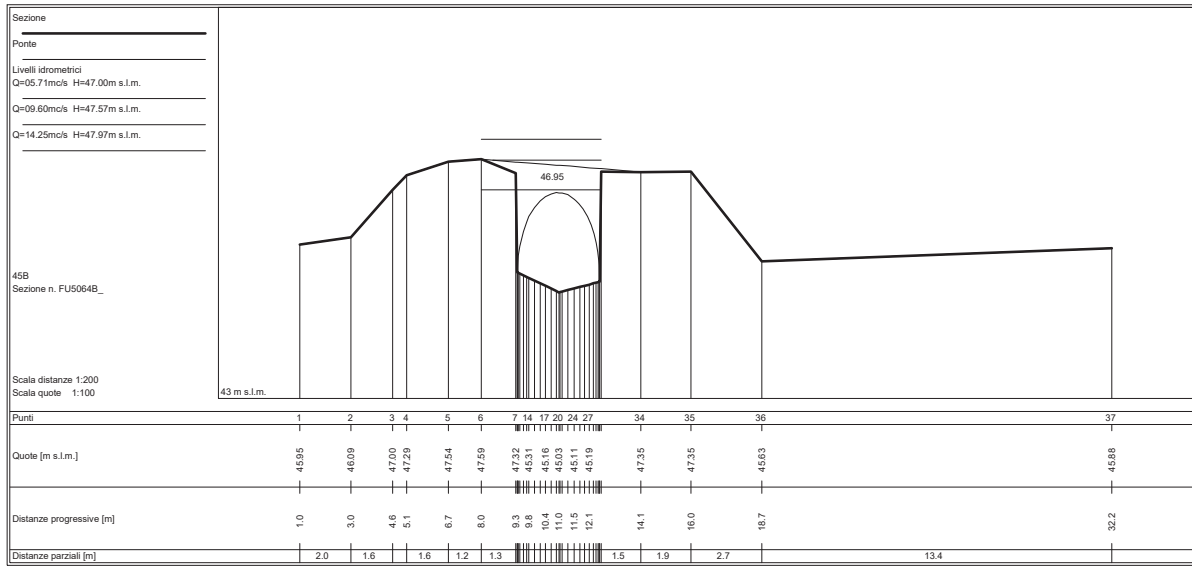 Sezione
Ponte
Livelli idrometrici
Q=05.71mc/s H=47.00m s.l.m.
Q=09.60mc/s H=47.57m s.l.m.
Q=14.25mc/s H=47.97m s.l.m.
46.95
45B
Sezione n. FU5064B_
Scala distanze 1:200
Scala quote 1:100
43 m s.l.m.
Punti 1 2 3 4 5 6 7 14 17 20 24 27 34 35 36 37
Quote [m s.l.m.] 45.95 46.09 47.00 47.29 47.54 47.59 47.32 45.31 45.16 45.03 45.11 45.19 47.35 47.35 45.63 45.88
Distanze progressive [m] 1.0 3.0 4.6 5.1 6.7 8.0 9.3 9.8 10.4 11.0 11.5 12.1 14.1 16.0 18.7 32.2
Distanze parziali [m] 2.0 1.6 1.6 1.2 1.3 1.5 1.9 2.7 13.4